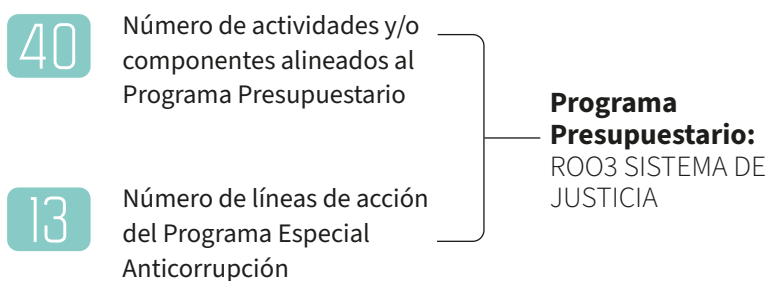 40
Número de actividades y/o
componentes alineados al
Programa Presupuestario
13
Número de líneas de acción
del Programa Especial
Anticorrupción
Programa
Presupuestario:
ROO3 SISTEMA DE
JUSTICIA